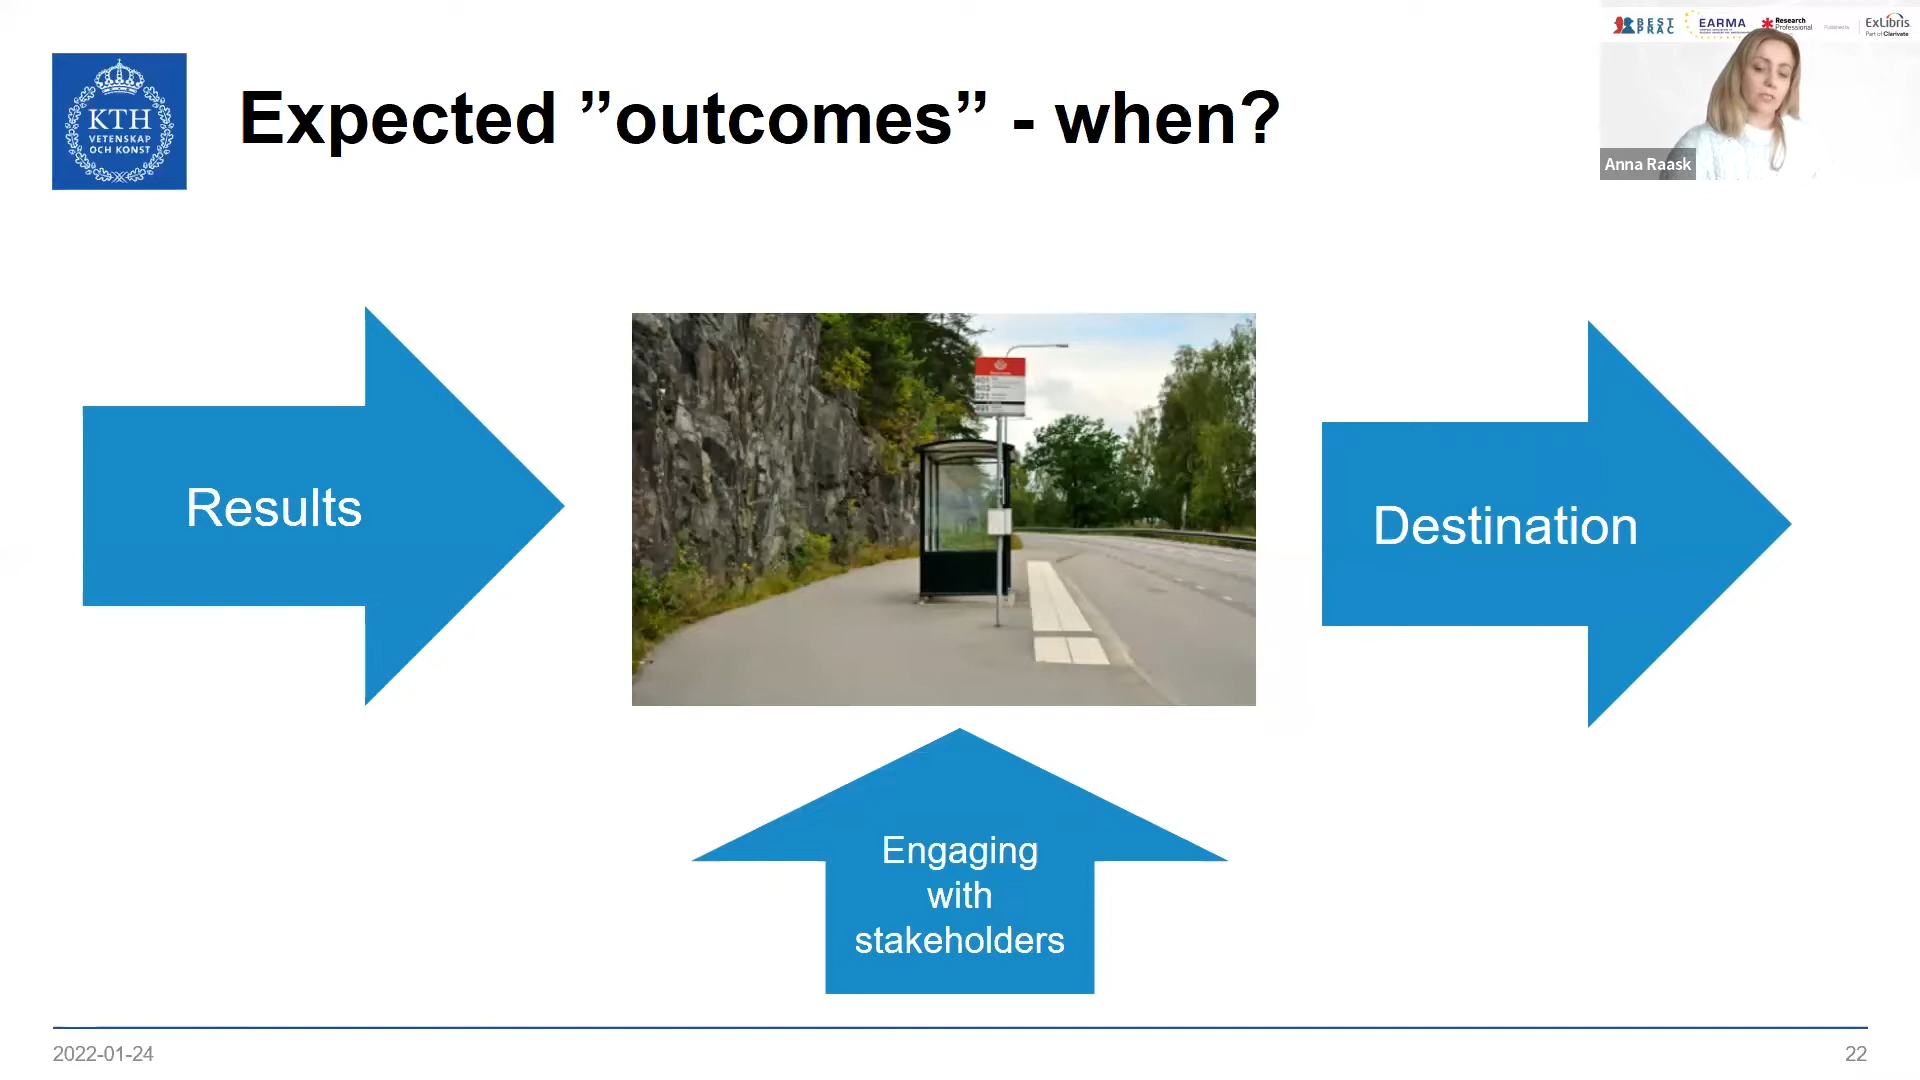 BEST
PRAC
EARMA
Research
Professional
ExLibris
Part of Clarivate
KTH
VETENSKAP
OCH KONST
Expected ”outcomes” - when?
Anna Raask
Results
Destination
Engaging
with
stakeholders
2022-01-24
22